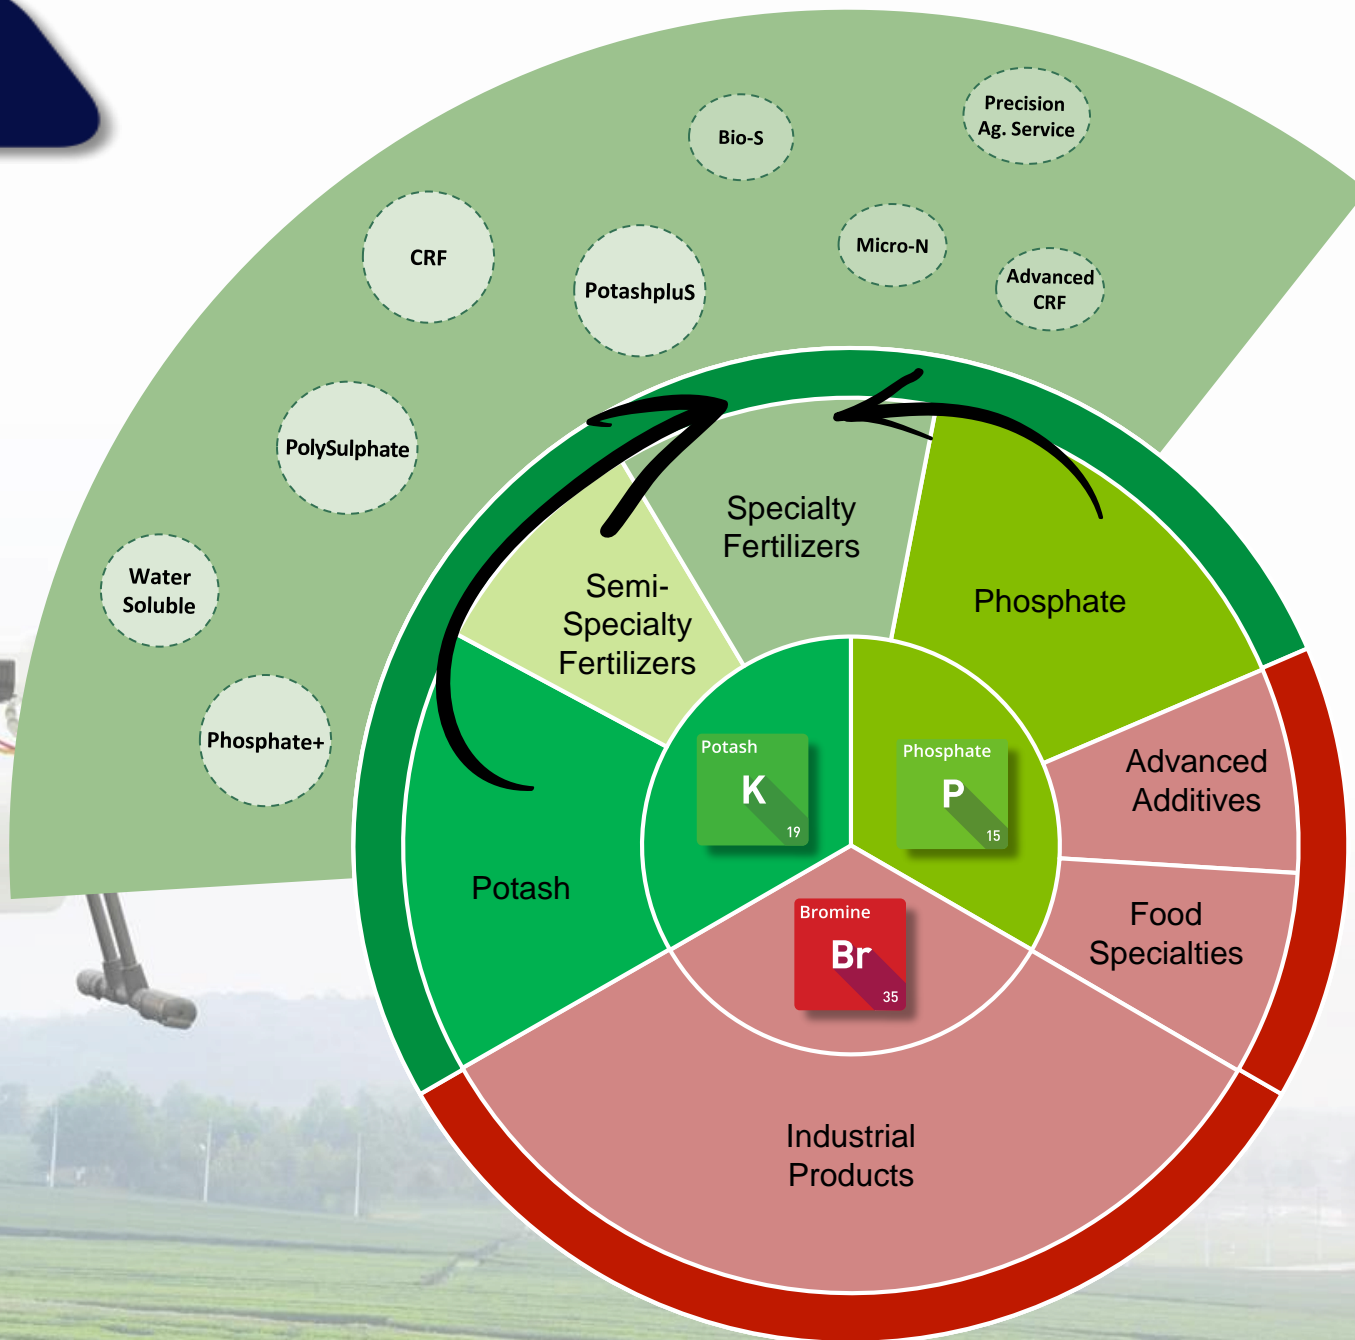 Precision
Ag. Service
Bio-S
CRF
Micro-N
PotashpluS
Advanced
CRF
PolySulphate
Water
Soluble
Phosphate+
Specialty
Fertilizers
Semi-
Specialty
Fertilizers
Phosphate
Potash
K
19
Phosphate
P
15
Advanced
Additives
Potash
Bromine
Br
35
Food
Specialties
Industrial
Products